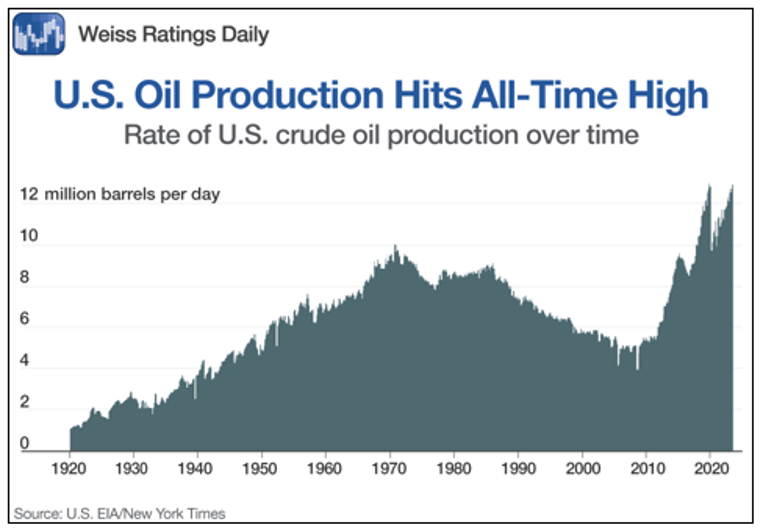 Weiss Ratings Daily
U.S. Oil Production Hits All-Time High
Rate of U.S. crude oil production over time
12 million barrels per day
10
8
6
4
2
0
1920 1930 1940 1950 1960 1970 1980 1990 2000 2010 2020
Source: U.S. EIA/New York Times